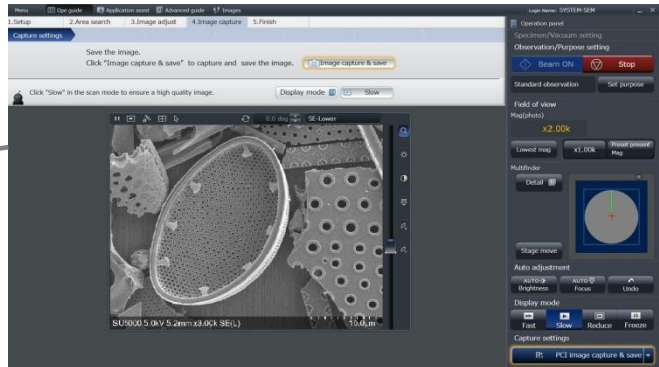 Menu
Ope guide
Application assist
Advanced guide
Images
Login Name: SYSTEM-SEM
1.Setup
2.Area search
3.Image adjust
4.Image capture
5.Finish
Capture settings
Save the image.
Click "Image capture & save" to capture and save the image.
Image capture & save
Click "Slow" in the scan mode to ensure a high quality image.
Display mode
Slow
0.0 deg
SE-Lower
SU5000 5.0kV 5.2mm x3.00k SE(L)
10.0µm
Operation panel
Specimen/Vacuum setting
Observation/Purpose setting
Beam ON
Stop
Standard observation
Set purpose
Field of view
Mag(photo)
x2.00k
Lowest mag
x1.00k
Preset present
Mag
Multifinder
Detail
Stage move
Auto adjustment
AUTO
Brightness
AUTO
Focus
Undo
Display mode
Fast
Slow
Reduce
Freeze
Capture settings
PCI image capture & save